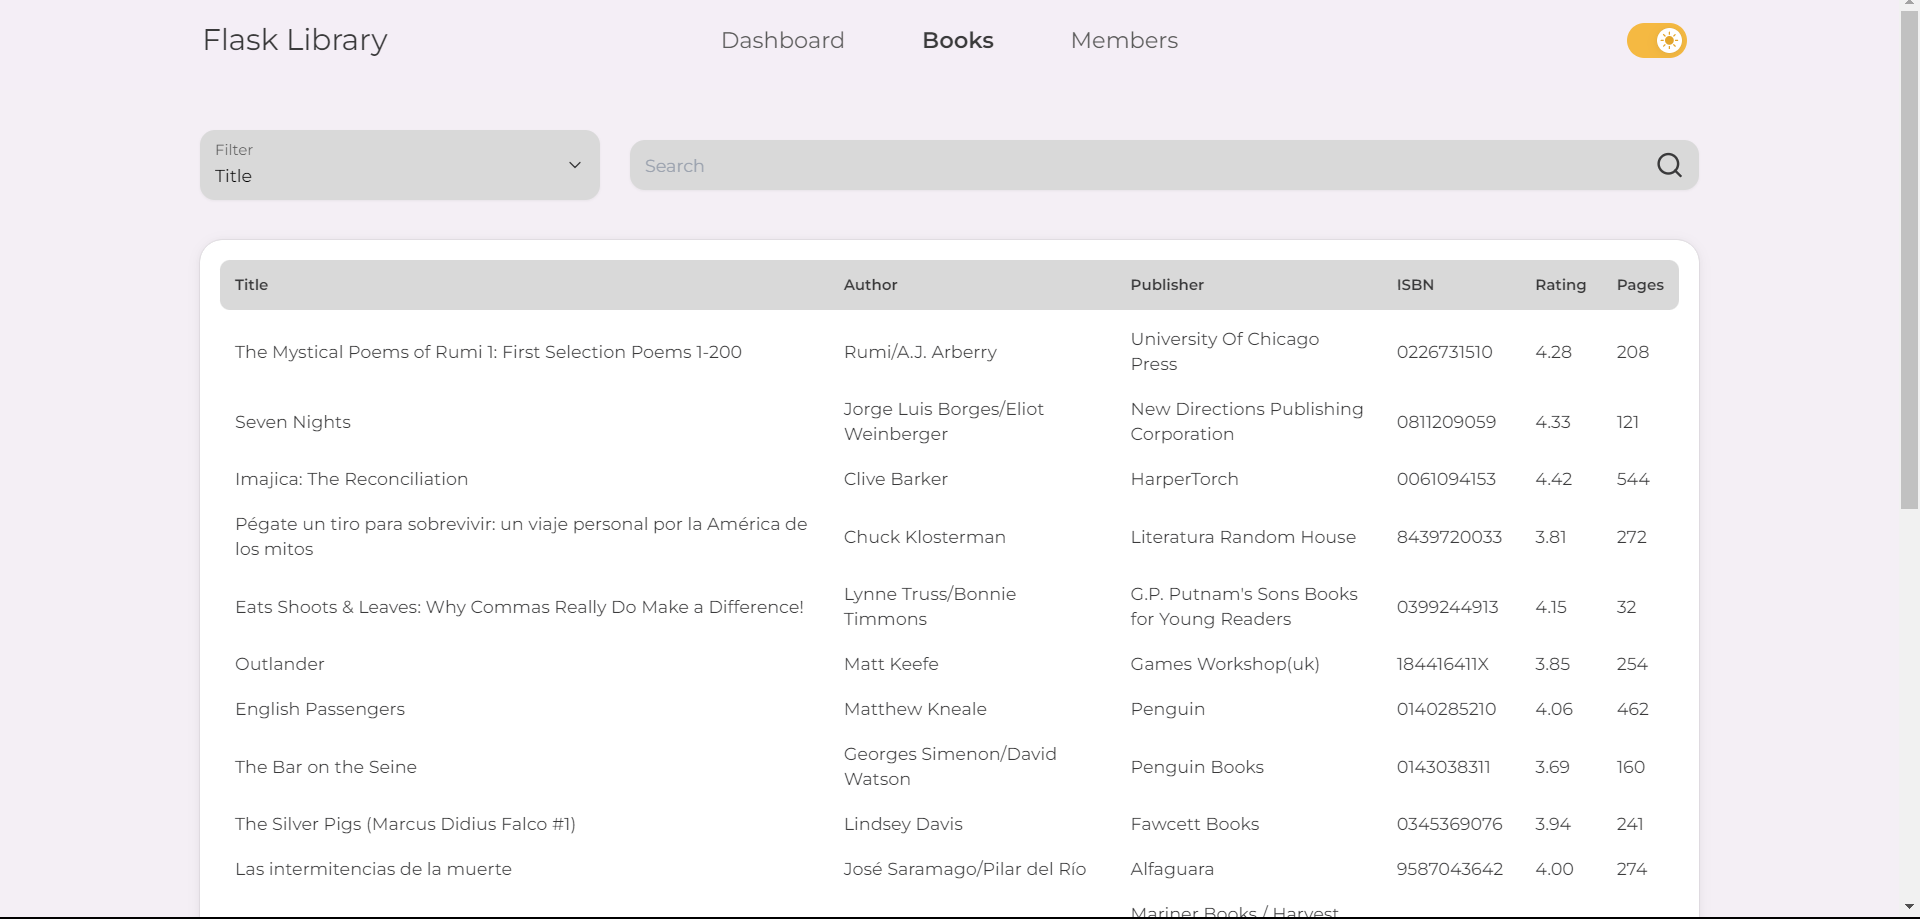 Flask Library Dashboard Books Members
Filter
Title
Search
Title Author Publisher ISBN Rating Pages
The Mystical Poems of Rumi 1: First Selection Poems 1-200 Rumi/A.J. Arberry University Of Chicago Press 0226731510 4.28 208
Seven Nights Jorge Luis Borges/Eliot Weinberger New Directions Publishing Corporation 0811209059 4.33 121
Imajica: The Reconciliation Clive Barker HarperTorch 0061094153 4.42 544
Pégate un tiro para sobrevivir: un viaje personal por la América de los mitos Chuck Klosterman Literatura Random House 8439720033 3.81 272
Eats Shoots & Leaves: Why Commas Really Do Make a Difference! Lynne Truss/Bonnie Timmons G.P. Putnam's Sons Books for Young Readers 0399244913 4.15 32
Outlander Matt Keefe Games Workshop(uk) 184416411X 3.85 254
English Passengers Matthew Kneale Penguin 0140285210 4.06 462
The Bar on the Seine Georges Simenon/David Watson Penguin Books 0143038311 3.69 160
The Silver Pigs (Marcus Didius Falco #1) Lindsey Davis Fawcett Books 0345369076 3.94 241
Las intermitencias de la muerte José Saramago/Pilar del Río Alfaguara 9587043642 4.00 274
Mariner Books / Harvest